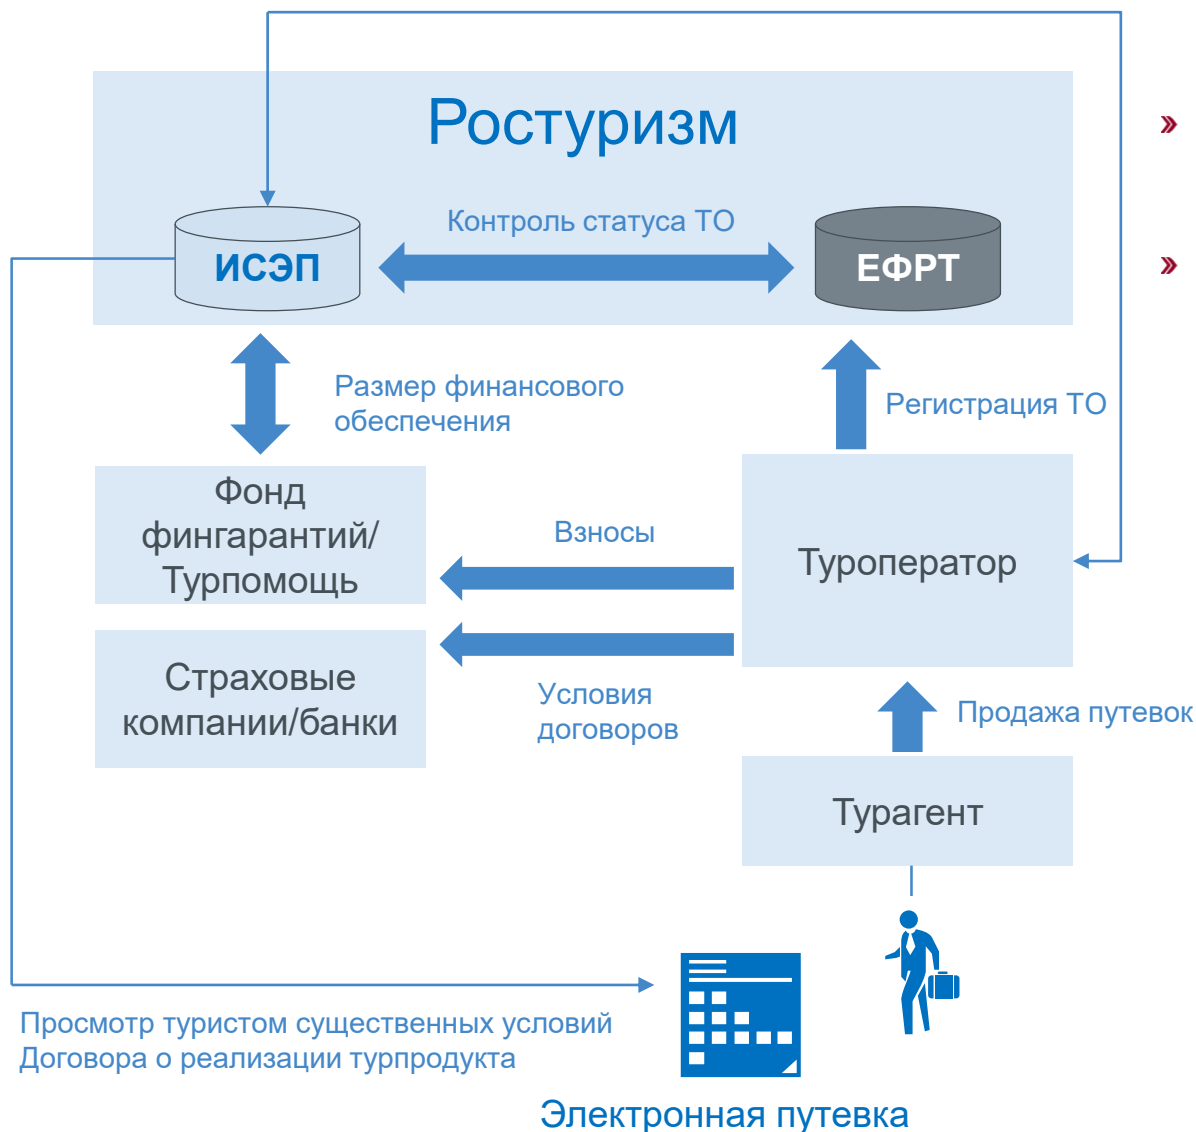 Ростуризм
Контроль статуса ТО
ИСЭП
ЕФРТ
Размер финансового
обеспечения
Регистрация ТО
Фонд
фингарантий/
Турпомощь
Взносы
Туроператор
Страховые
компании/банки
Условия
договоров
Продажа путевок
Турагент
Просмотр туристом существенных условий
Договора о реализации турпродукта
Электронная путевка